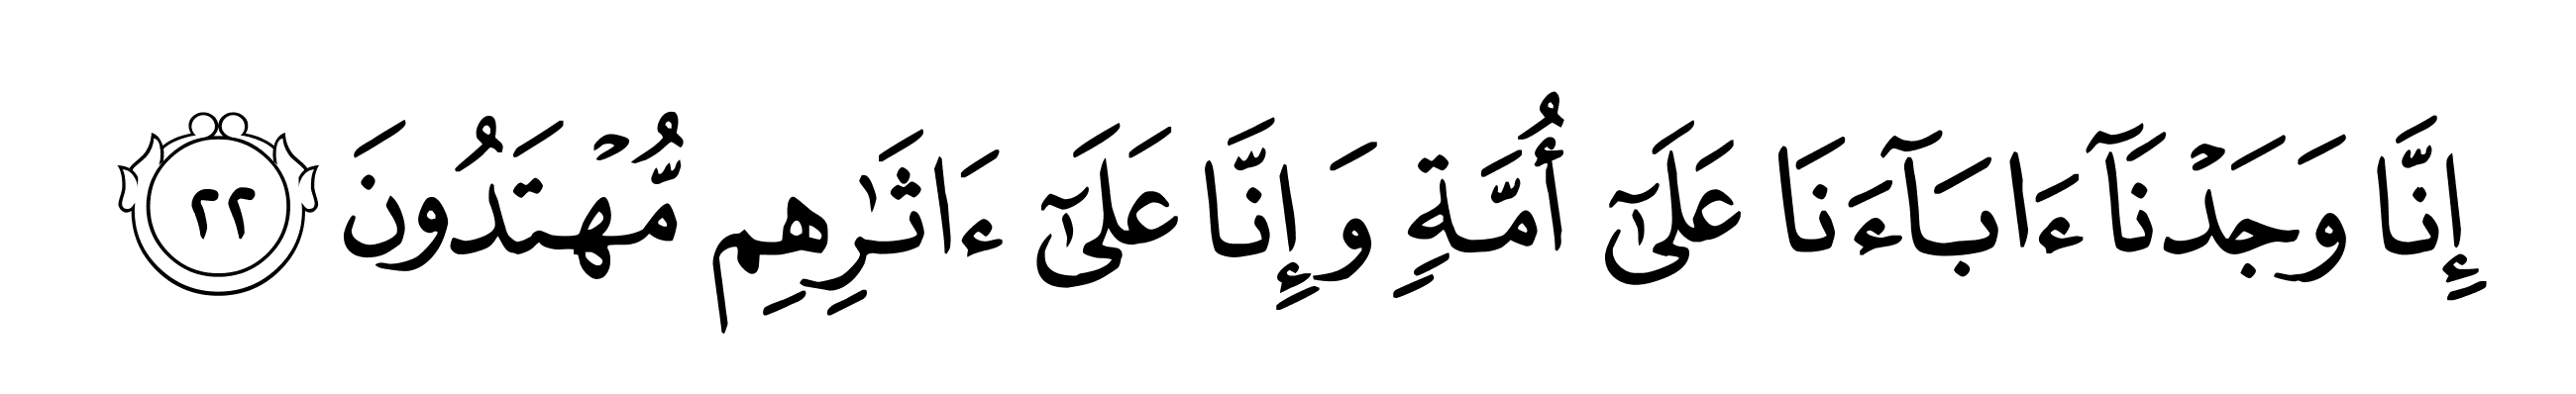 إِنَّا وَجَدۡنَآ ءَابَآءَنَا عَلَىٰٓ أُمَّةٖ وَإِنَّا عَلَىٰٓ ءَاثَٰرِهِم مُّهۡتَدُونَ ٢٢